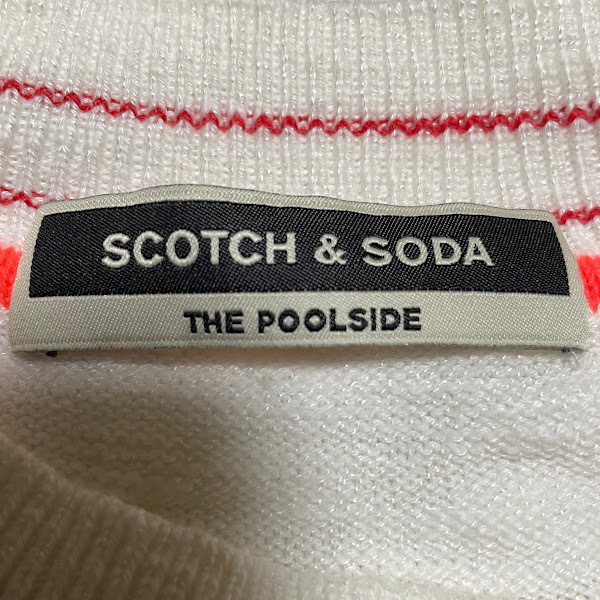 SCOTCH & SODA
THE POOLSIDE